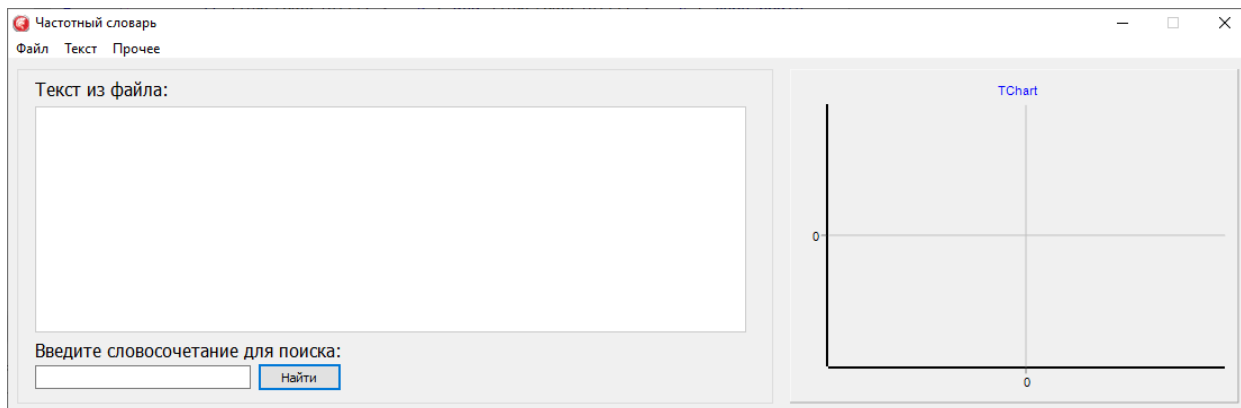 Частотный словарь
Файл Текст Прочее
Текст из файла:
Введите словосочетание для поиска:
Найти
TChart
0
0